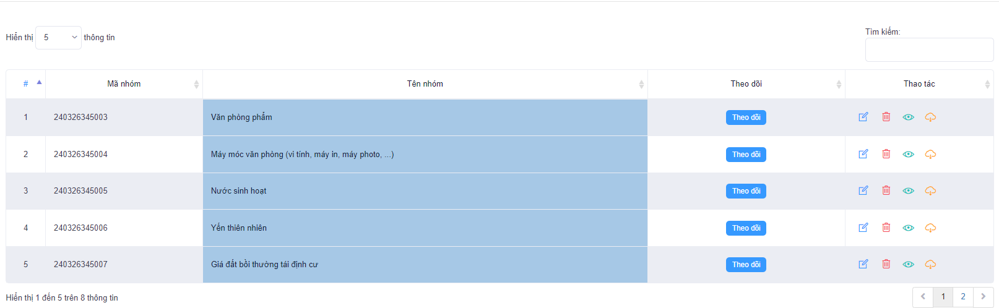 Hiển thị 5 thông tin
Tìm kiếm:
# Mã nhóm Tên nhóm Theo dõi Thao tác
1 240326345003 Văn phòng phẩm Theo dõi
2 240326345004 Máy móc văn phòng (vi tính, máy in, máy photo, ...) Theo dõi
3 240326345005 Nước sinh hoạt Theo dõi
4 240326345006 Yến thiên nhiên Theo dõi
5 240326345007 Giá đất bồi thường tái định cư Theo dõi
Hiển thị 1 đến 5 trên 8 thông tin
1 2